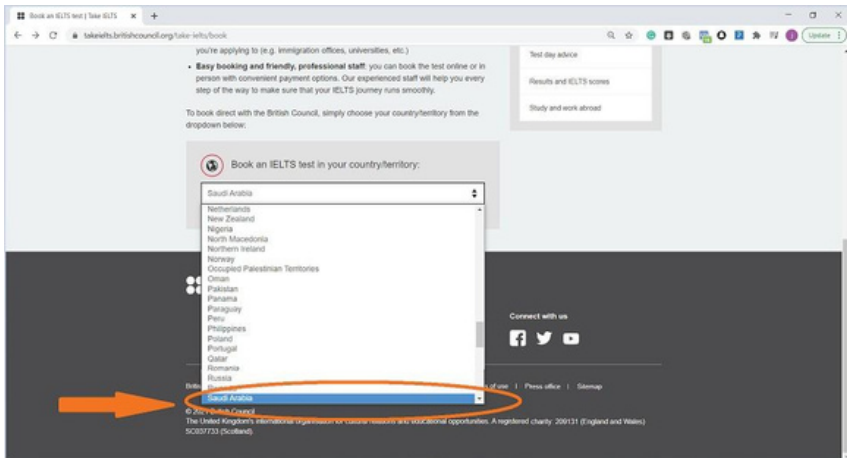 Book an IELTS test | Take IELTS
takeielts.britishcouncil.org/take-ielts/book
Update
you're applying to (e.g. immigration offices, universities, etc.)
• Easy booking and friendly, professional staff: you can book the test online or in
person with convenient payment options. Our experienced staff will help you every
step of the way to make sure that your IELTS journey runs smoothly.
To book direct with the British Council, simply choose your country/territory from the
dropdown below:
Test day advice
Results and IELTS scores
Study and work abroad
Book an IELTS test in your country/territory:
Saudi Arabia
Netherlands
New Zealand
Nigeria
North Macedonia
Northern Ireland
Norway
Occupied Palestinian Territories
Oman
Pakistan
Panama
Paraguay
Peru
Philippines
Poland
Portugal
Qatar
Romania
Russia
Saudi Arabia
Connect with us
of use | Press office | Sitemap
© 2021 British Council
The United Kingdom's international organisation for cultural relations and educational opportunities. A registered charity: 209131 (England and Wales)
SC037733 (Scotland).